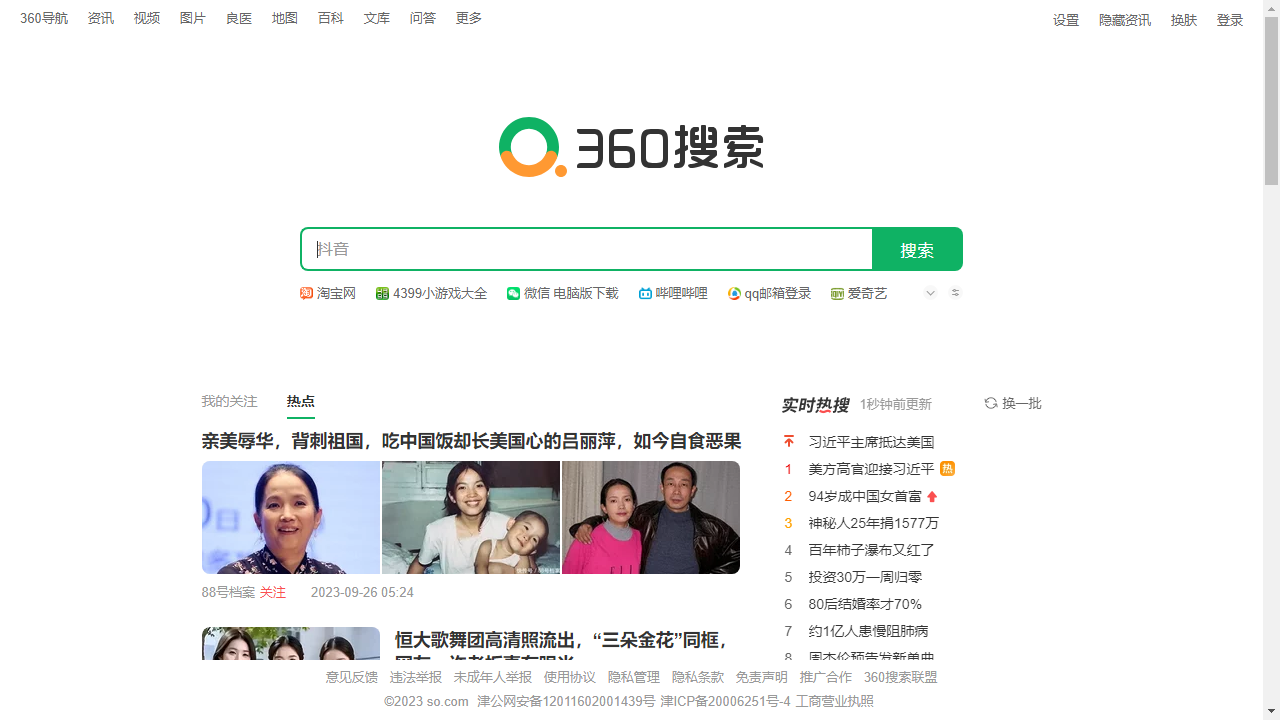 360导航 资讯 视频 图片 良医 地图 百科 文库 问答 更多
设置 隐藏资讯 换肤 登录
360搜索
抖音
搜索
淘宝网 4399小游戏大全 微信 电脑版下载 哔哩哔哩 qq邮箱登录 爱奇艺
我的关注 热点
亲美辱华，背刺祖国，吃中国饭却长美国心的吕丽萍，如今自食恶果
88号档案 关注 2023-09-26 05:24
恒大歌舞团高清照流出，“三朵金花”同框，
实时热搜 1秒钟前更新 换一批
习近平主席抵达美国
1 美方高官迎接习近平 热
2 94岁成中国女首富
3 神秘人25年捐1577万
4 百年柿子瀑布又红了
5 投资30万一周归零
6 80后结婚率才70%
7 约1亿人患慢阻肺病
8 周杰伦预告发新单曲
意见反馈 违法举报 未成年人举报 使用协议 隐私管理 隐私条款 免责声明 推广合作 360搜索联盟
©2023 so.com 津公网安备12011602001439号 津ICP备20006251号-4 工商营业执照